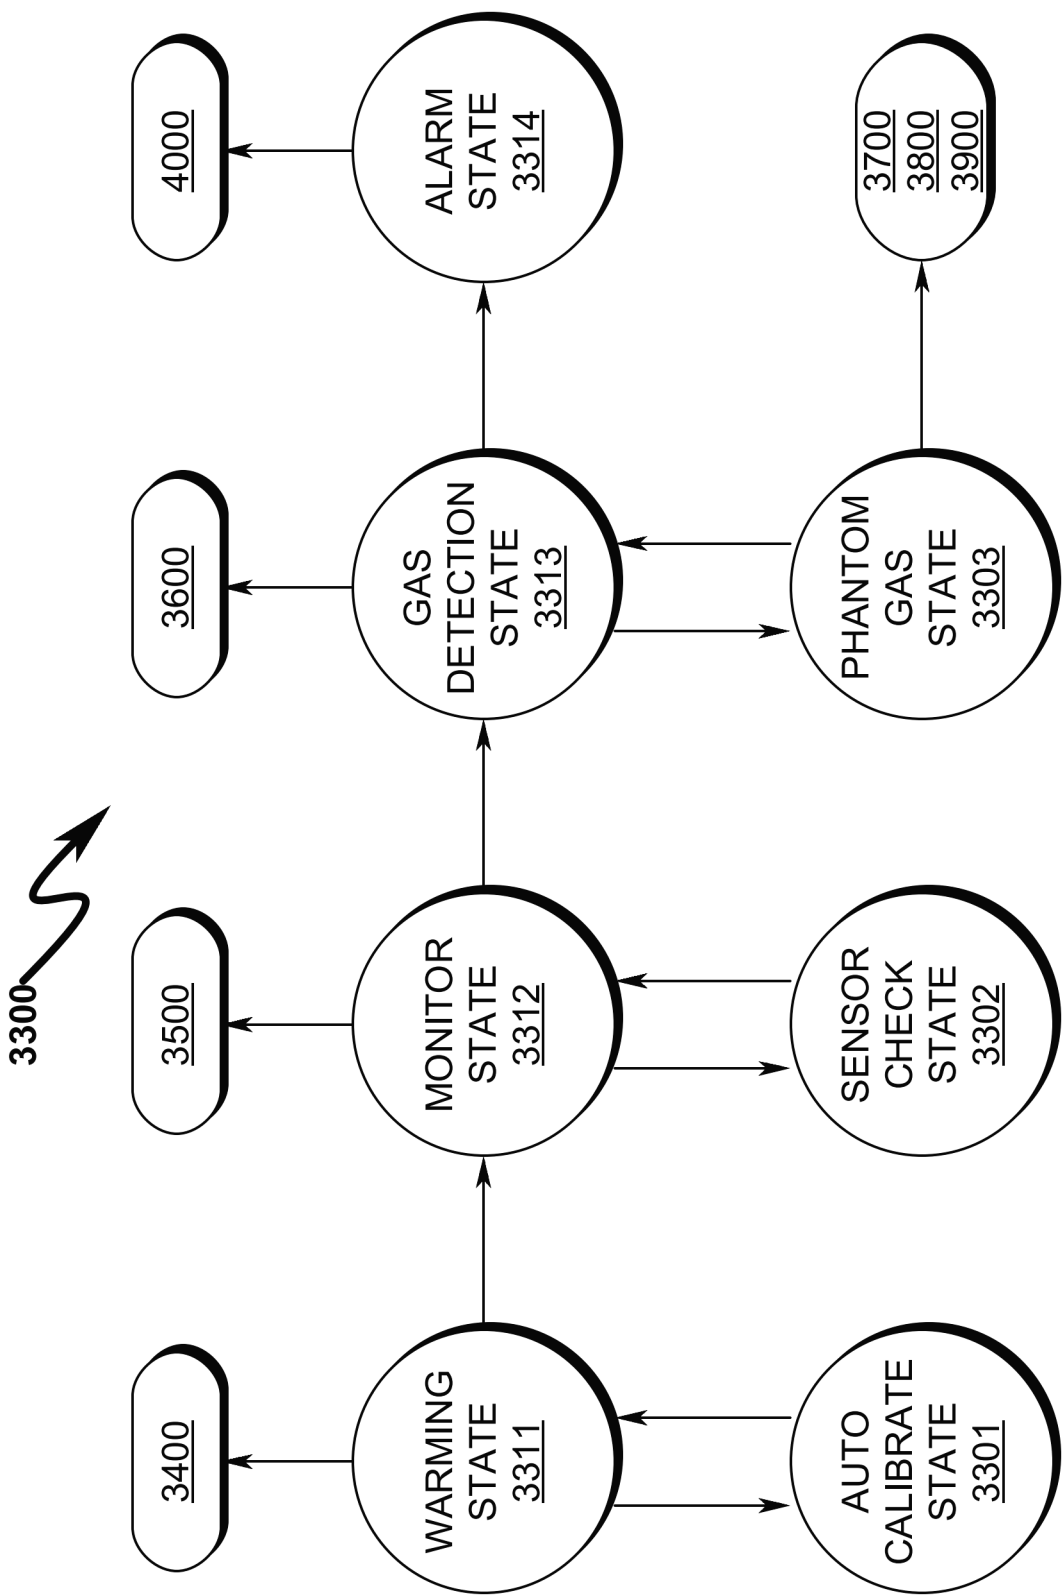 3300
3400
3500
3600
4000
WARMING
STATE
3311
MONITOR
STATE
3312
GAS
DETECTION
STATE
3313
ALARM
STATE
3314
AUTO
CALIBRATE
STATE
3301
SENSOR
CHECK
STATE
3302
PHANTOM
GAS
STATE
3303
3700
3800
3900